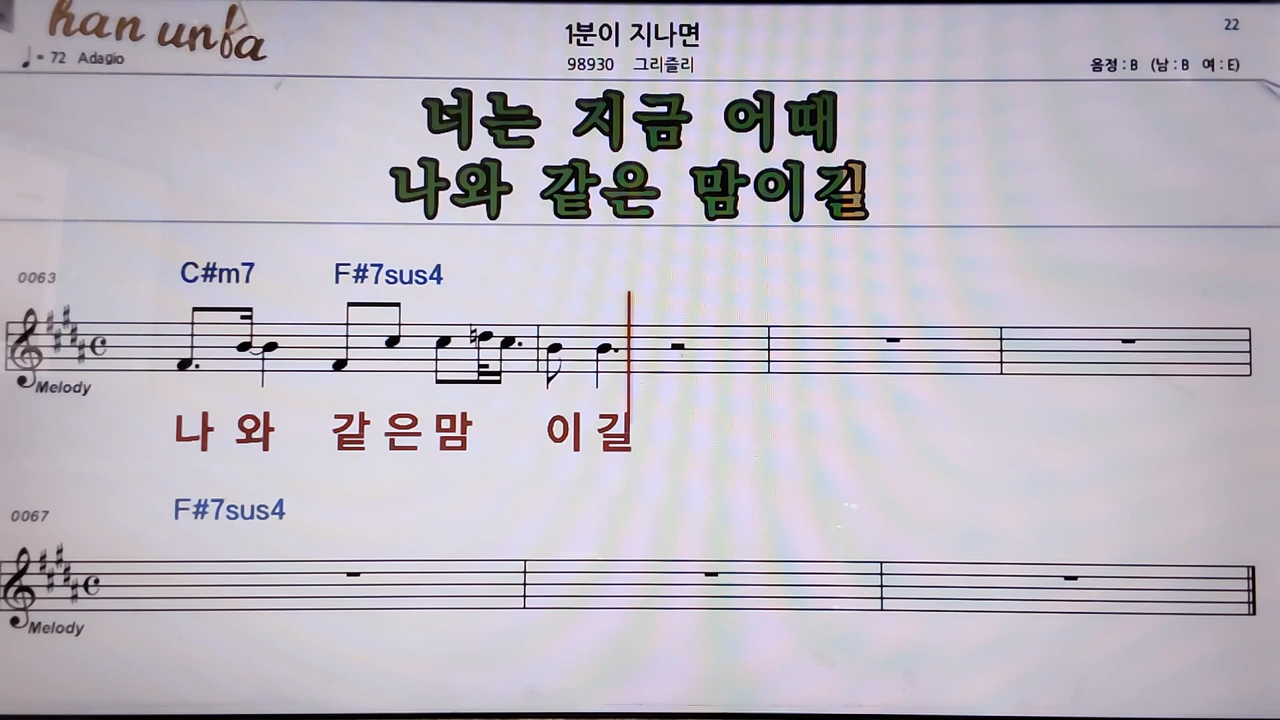 han unba
1분이 지나면
22
♩ = 72 Adagio
98930 그리즐리
음정 : B (남 : B 여 : E)
너는 지금 어때
나와 같은 맘이길
0063
C#m7 F#7sus4
Melody
나 와 같 은 맘 이 길
0067
F#7sus4
Melody